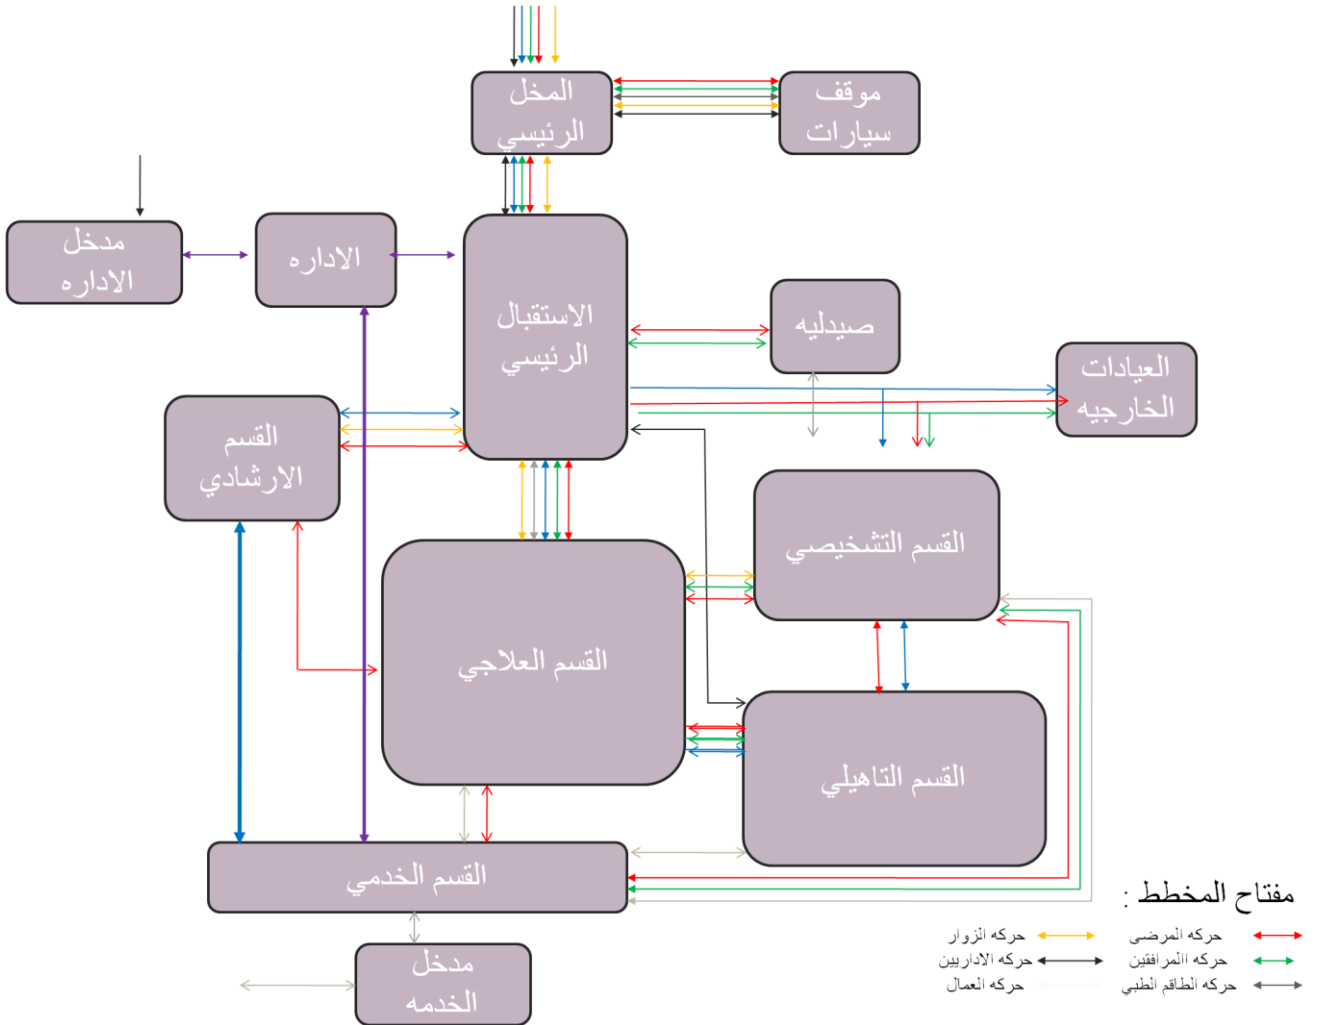 المخل
الرئيسي
موقف
سيارات
مدخل
الاداره
الاداره
الاستقبال
الرئيسي
صيدليه
العيادات
الخارجيه
القسم
الارشادي
القسم التشخيصي
القسم العلاجي
القسم التاهيلي
القسم الخدمي
مدخل
الخدمه
مفتاح المخطط :
حركه المرضى
حركه الزوار
حركه االمرافقين
حركه الاداريين
حركه الطاقم الطبي
حركه العمال